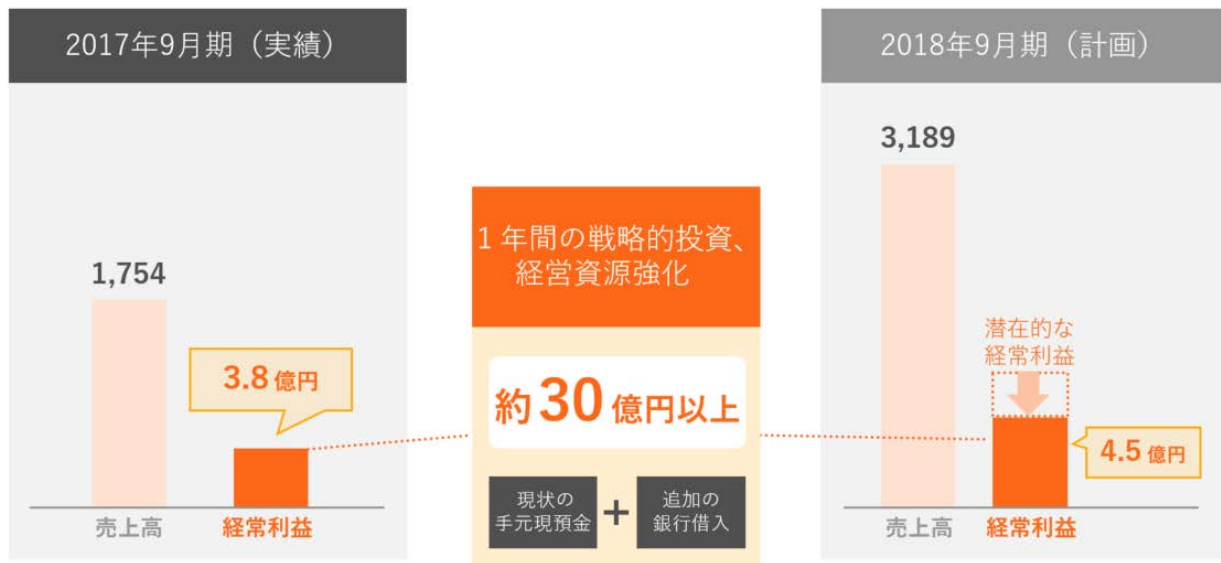 2017年9月期（実績）
1,754
3.8 億円
売上高
経常利益
1 年間の戦略的投資、
経営資源強化
約 30 億円以上
現状の
手元現預金
+
追加の
銀行借入
2018年9月期（計画）
3,189
潜在的な
経常利益
4.5 億円
売上高
経常利益